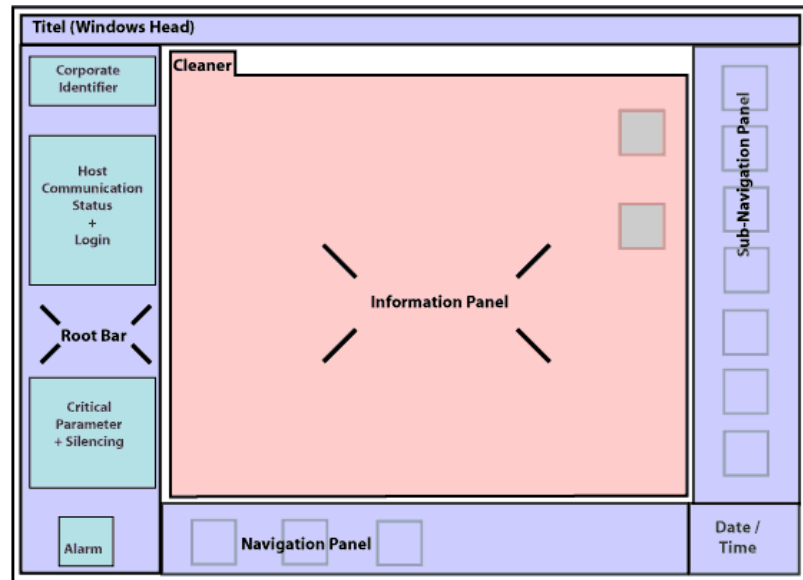 Titel (Windows Head)
Corporate
Identifier
Host
Communication
Status
+
Login
Root Bar
Critical
Parameter
+ Silencing
Alarm
Cleaner
Information Panel
Sub-Navigation Panel
Navigation Panel
Date /
Time